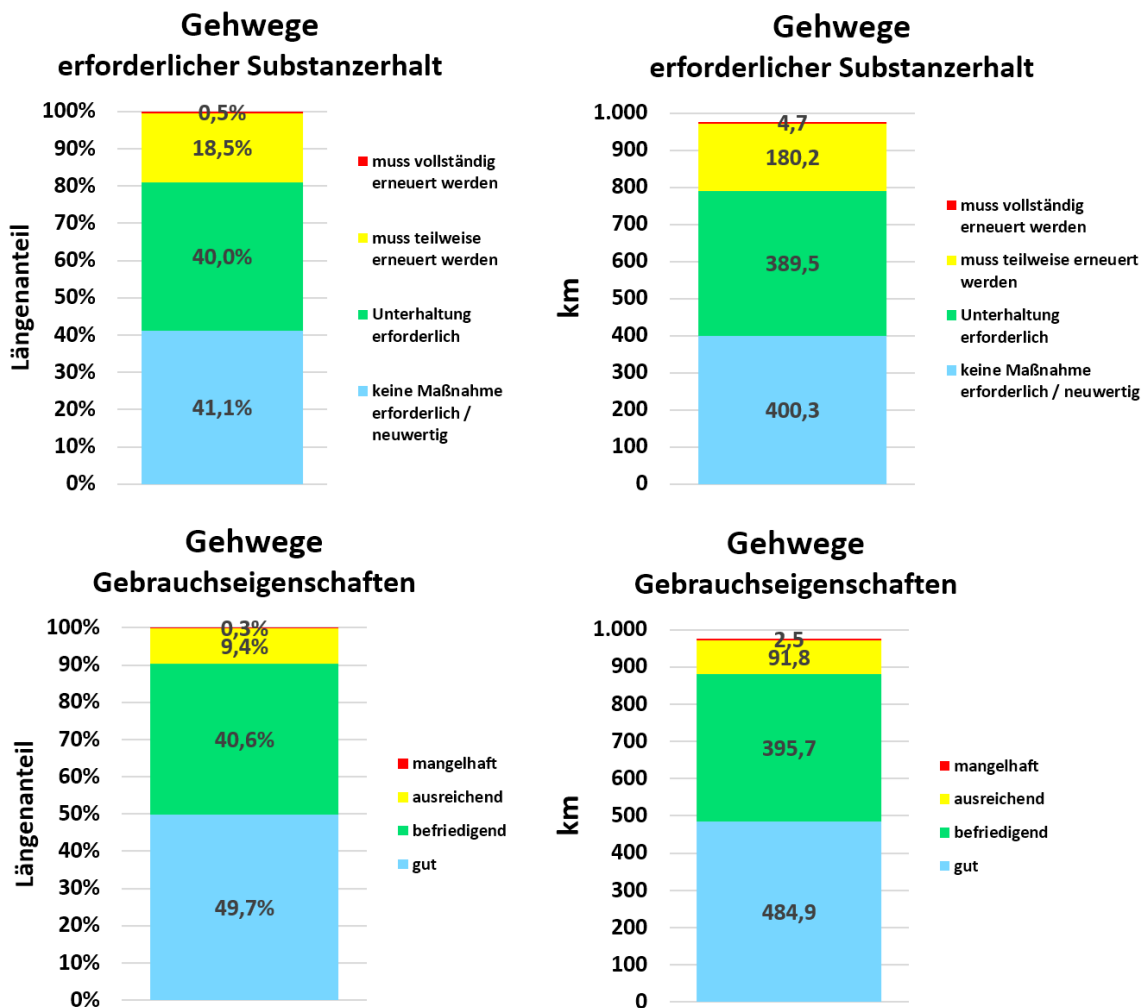 Gehwege
erforderlicher Substanzerhalt
Längenanteil
100%
90%
80%
70%
60%
50%
40%
30%
20%
10%
0%
0,5%
18,5%
40,0%
41,1%
muss vollständig
erneuert werden
muss teilweise
erneuert werden
Unterhaltung
erforderlich
keine Maßnahme
erforderlich /
neuwertig
Gehwege
erforderlicher Substanzerhalt
km
1.000
900
800
700
600
500
400
300
200
100
0
4,7
180,2
389,5
400,3
muss vollständig
erneuert werden
muss teilweise erneuert
werden
Unterhaltung
erforderlich
keine Maßnahme
erforderlich / neuwertig
Gehwege
Gebrauchseigenschaften
Längenanteil
100%
90%
80%
70%
60%
50%
40%
30%
20%
10%
0%
0,3%
9,4%
40,6%
49,7%
mangelhaft
ausreichend
befriedigend
gut
Gehwege
Gebrauchseigenschaften
km
1.000
900
800
700
600
500
400
300
200
100
0
2,5
91,8
395,7
484,9
mangelhaft
ausreichend
befriedigend
gut